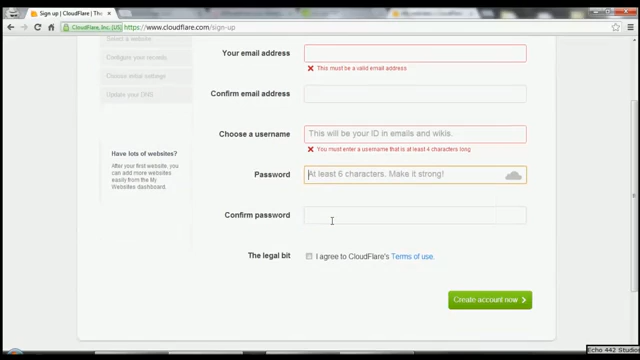 Sign up | CloudFlare | The
CloudFlare, Inc. [US]
https://www.cloudflare.com/sign-up
Select a website
Configure your records
Choose initial settings
Update your DNS
Have lots of websites?
After your first website, you can add more websites easily from the My Websites dashboard.
Your email address
This must be a valid email address
Confirm email address
Choose a username
This will be your ID in emails and wikis.
You must enter a username that is at least 4 characters long
Password
At least 6 characters. Make it strong!
Confirm password
The legal bit
I agree to CloudFlare's Terms of use.
Create account now
Echo 442 Studios